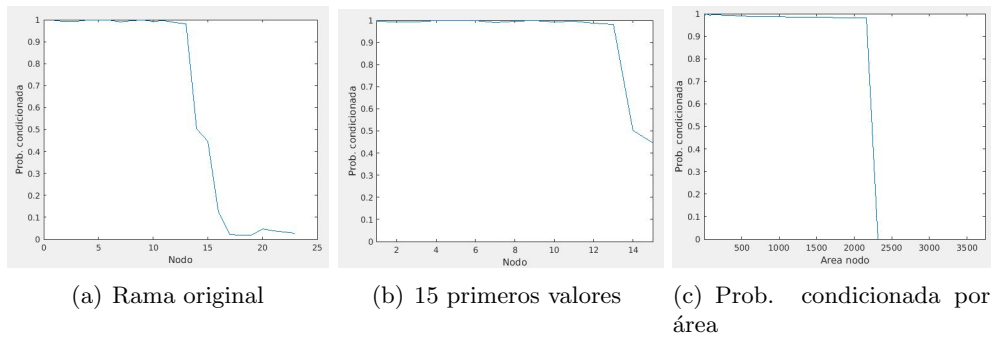 Prob. condicionada
1
0.9
0.8
0.7
0.6
0.5
0.4
0.3
0.2
0.1
0
0 5 10 15 20 25
Nodo
Prob. condicionada
1
0.9
0.8
0.7
0.6
0.5
0.4
0.3
0.2
0.1
0
2 4 6 8 10 12 14
Nodo
Prob. condicionada
1
0.9
0.8
0.7
0.6
0.5
0.4
0.3
0.2
0.1
0
500 1000 1500 2000 2500 3000 3500
Area nodo
(a) Rama original
(b) 15 primeros valores
(c) Prob. condicionada por
área